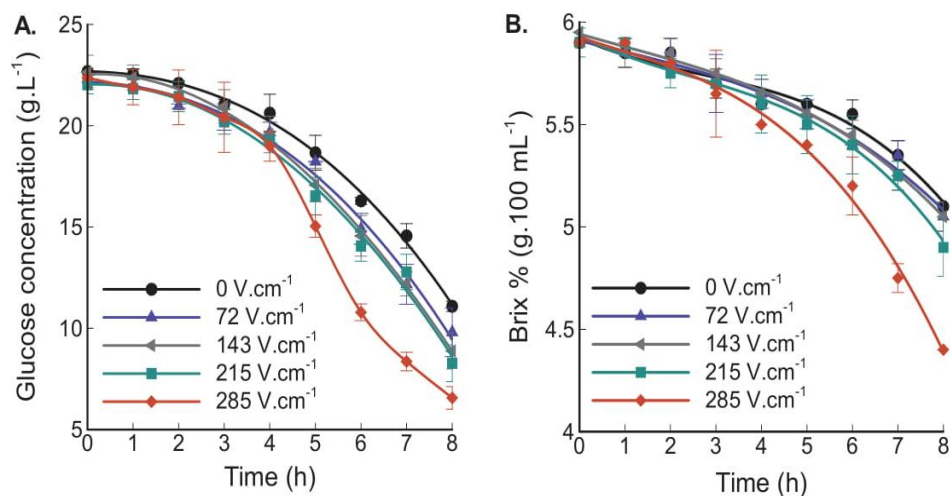 A.
Glucose concentration (g.L⁻¹)
25
20
15
10
5
0 V.cm⁻¹
72 V.cm⁻¹
143 V.cm⁻¹
215 V.cm⁻¹
285 V.cm⁻¹
0 1 2 3 4 5 6 7 8
Time (h)
B.
Brix % (g.100 mL⁻¹)
6
5.5
5
4.5
4
0 V.cm⁻¹
72 V.cm⁻¹
143 V.cm⁻¹
215 V.cm⁻¹
285 V.cm⁻¹
0 1 2 3 4 5 6 7 8
Time (h)